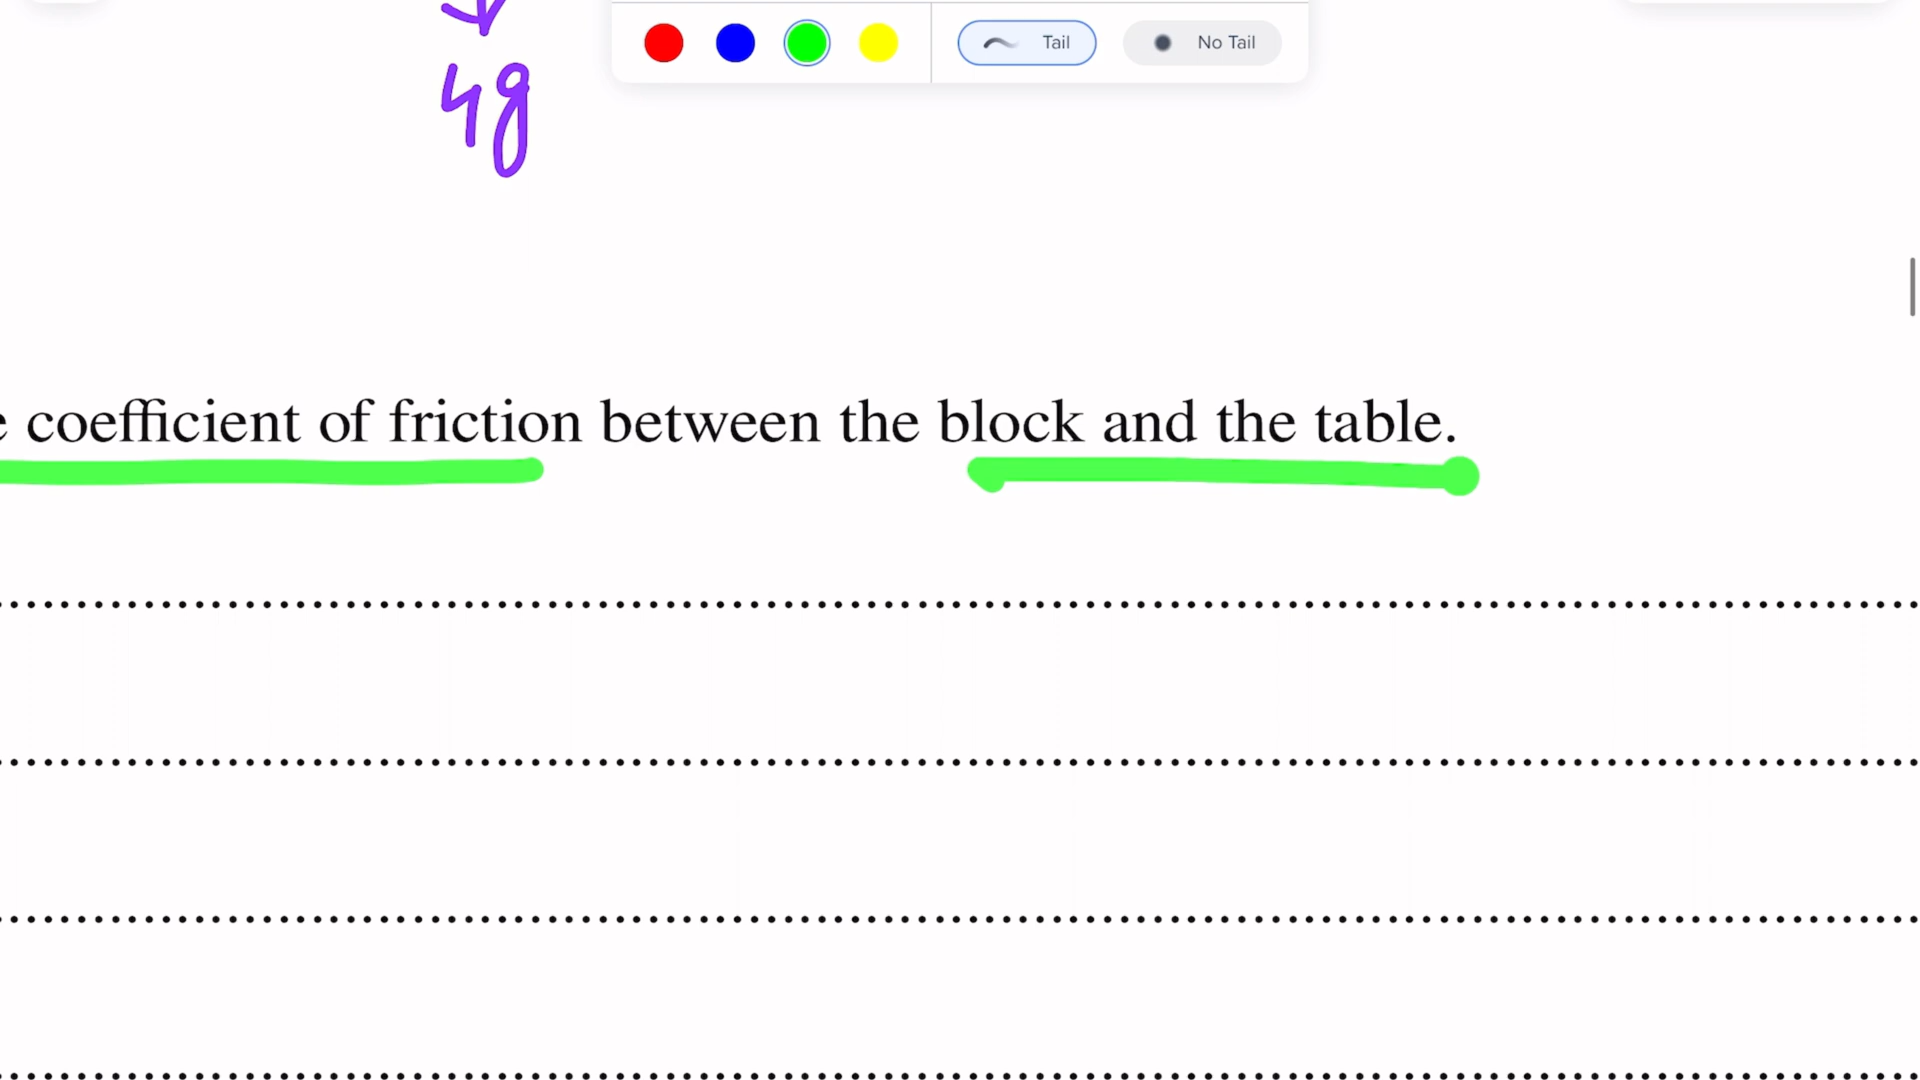 Tail
No Tail
4g
coefficient of friction between the block and the table.